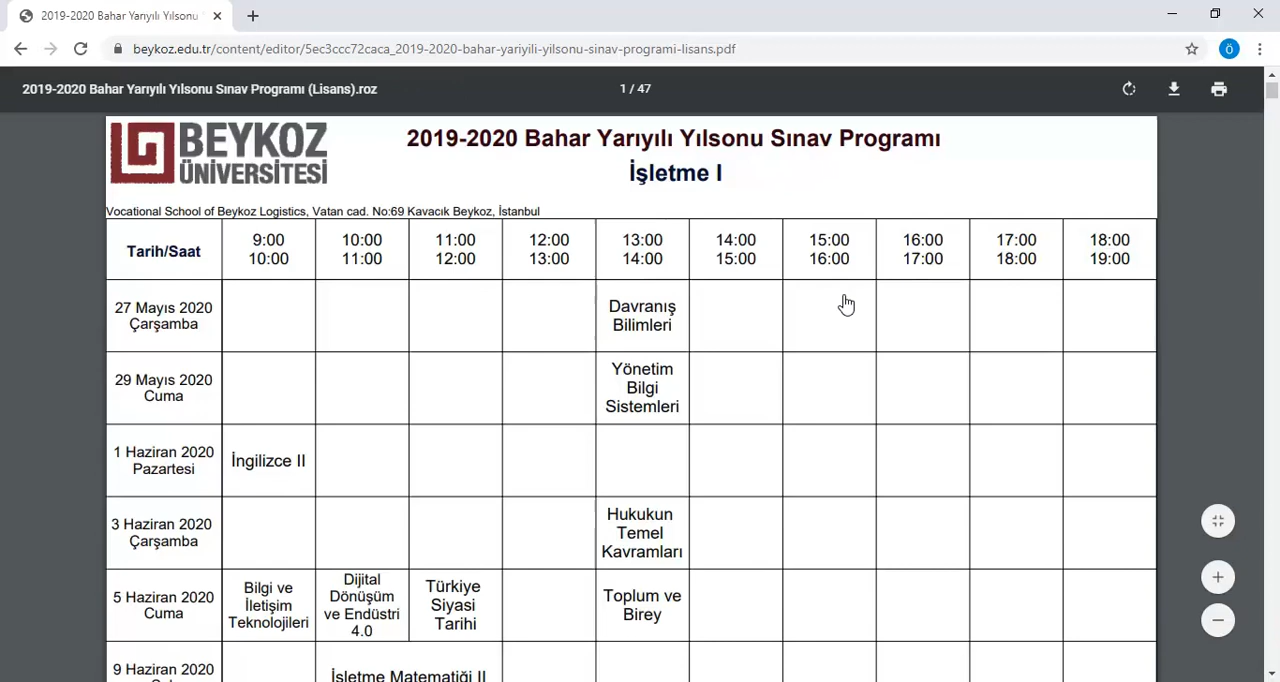 2019-2020 Bahar Yarıyılı Yılsonu
beykoz.edu.tr/content/editor/5ec3ccc72caca_2019-2020-bahar-yariyili-yilsonu-sinav-programi-lisans.pdf
Ö
2019-2020 Bahar Yarıyılı Yılsonu Sınav Programı (Lisans).roz
1 / 47
BEYKOZ
ÜNİVERSİTESİ
2019-2020 Bahar Yarıyılı Yılsonu Sınav Programı
İşletme I
Vocational School of Beykoz Logistics, Vatan cad. No:69 Kavacık Beykoz, İstanbul
Tarih/Saat
9:00
10:00
10:00
11:00
11:00
12:00
12:00
13:00
13:00
14:00
14:00
15:00
15:00
16:00
16:00
17:00
17:00
18:00
18:00
19:00
27 Mayıs 2020
Çarşamba
Davranış
Bilimleri
29 Mayıs 2020
Cuma
Yönetim
Bilgi
Sistemleri
1 Haziran 2020
Pazartesi
İngilizce II
3 Haziran 2020
Çarşamba
Hukukun
Temel
Kavramları
5 Haziran 2020
Cuma
Bilgi ve
İletişim
Teknolojileri
Dijital
Dönüşüm
ve Endüstri
4.0
Türkiye
Siyasi
Tarihi
Toplum ve
Birey
9 Haziran 2020
İşletme Matematiği II